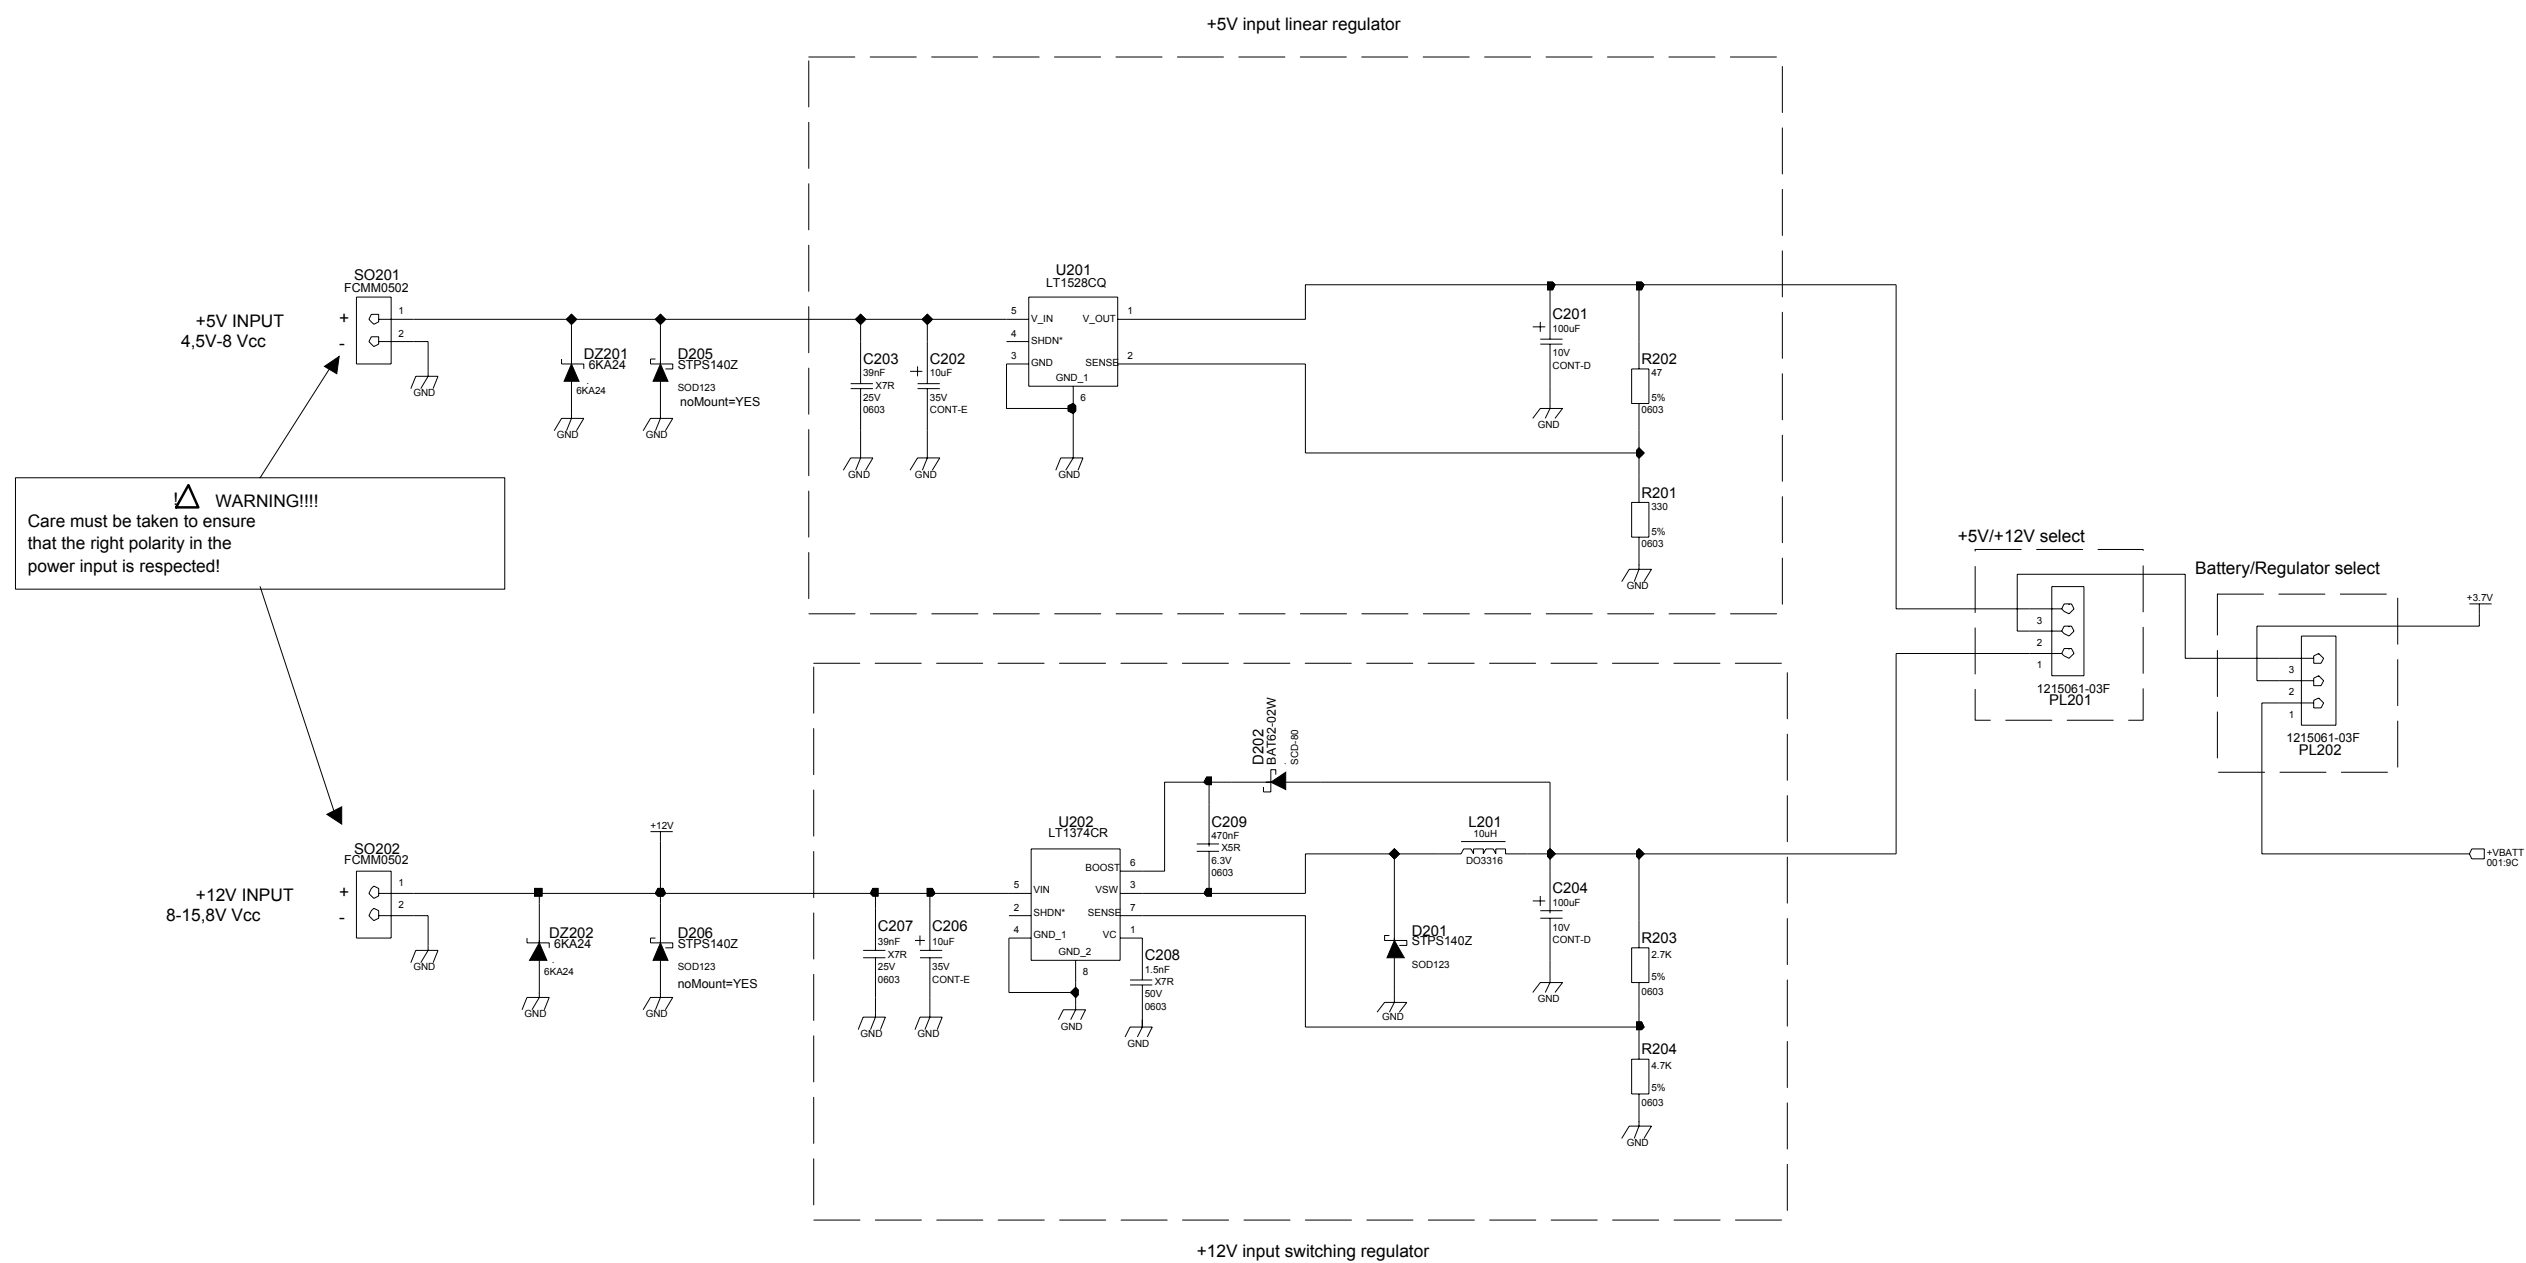 +5V input linear regulator
SO201
FCMM0502
+5V INPUT
4,5V-8 Vcc
+
-
1
2
GND
DZ201
6KA24
.
6KA24
GND
D205
STPS140Z
SOD123
noMount=YES
GND
C203
39nF
X7R
25V
0603
GND
C202
+
10uF
35V
CONT-E
GND
U201
LT1528CQ
5
V_IN
V_OUT
1
4
SHDN*
3
GND
SENSE
2
GND_1
6
GND
C201
+
100uF
10V
CONT-D
GND
R202
47
5%
0603
R201
330
5%
0603
GND
! WARNING!!!!
Care must be taken to ensure
that the right polarity in the
power input is respected!
+5V/+12V select
3
2
1
1215061-03F
PL201
Battery/Regulator select
+3.7V
3
2
1
1215061-03F
PL202
+VBATT
001:9C
SO202
FCMM0502
+12V INPUT
8-15,8V Vcc
+
-
1
2
GND
DZ202
6KA24
.
6KA24
GND
+12V
D206
STPS140Z
SOD123
noMount=YES
GND
C207
39nF
X7R
25V
0603
GND
C206
+
10uF
35V
CONT-E
GND
U202
LT1374CR
BOOST
6
5
VIN
VSW
3
2
SHDN*
SENSE
7
4
GND_1
VC
1
GND_2
8
GND
C208
1.5nF
X7R
50V
0603
GND
C209
470nF
X5R
6.3V
0603
D202
BAT62-02W
.
SCD-80
L201
10uH
DO3316
D201
STPS140Z
SOD123
GND
C204
+
100uF
10V
CONT-D
GND
R203
2.7K
5%
0603
R204
4.7K
5%
0603
GND
+12V input switching regulator